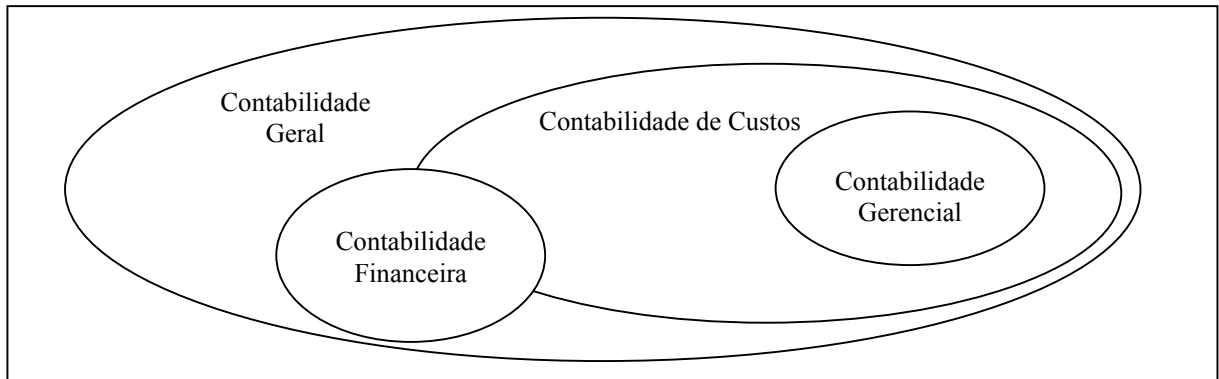 Contabilidade
Geral
Contabilidade de Custos
Contabilidade
Gerencial
Contabilidade
Financeira